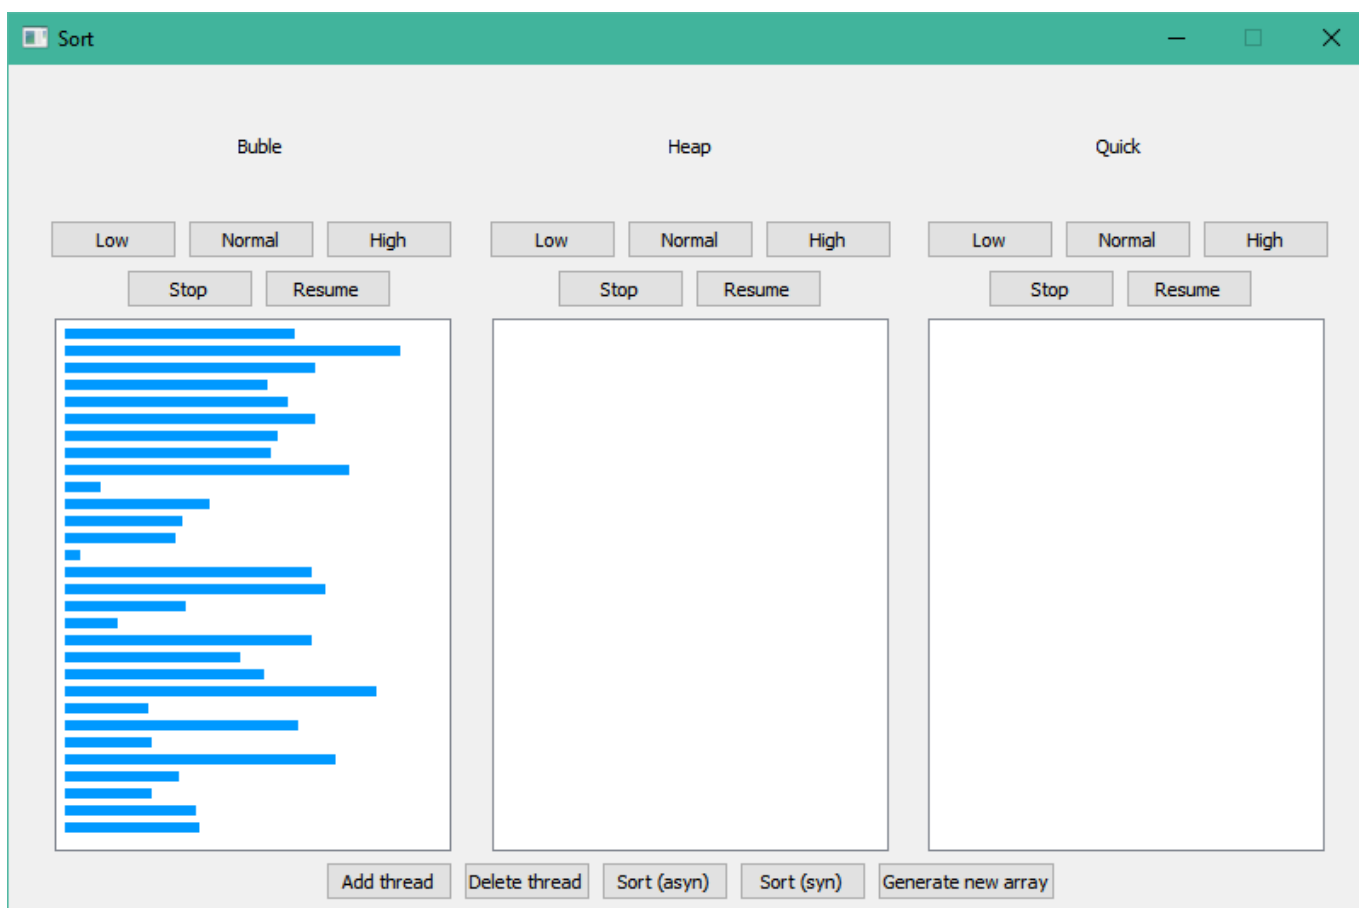 Sort
Buble Heap Quick
Low Normal High Low Normal High Low Normal High
Stop Resume Stop Resume Stop Resume
Add thread Delete thread Sort (asyn) Sort (syn) Generate new array